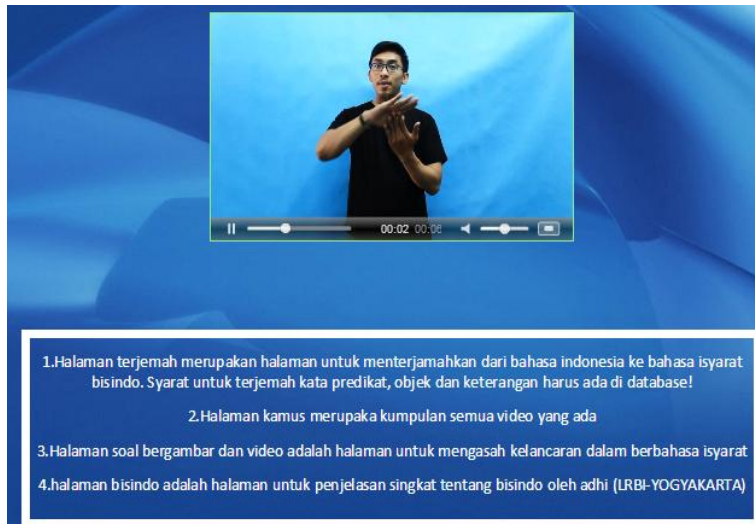 00:02 00:06
1.Halaman terjemah merupakan halaman untuk menterjamahkan dari bahasa indonesia ke bahasa isyarat
bisindo. Syarat untuk terjemah kata predikat, objek dan keterangan harus ada di database!
2.Halaman kamus merupaka kumpulan semua video yang ada
3.Halaman soal bergambar dan video adalah halaman untuk mengasah kelancaran dalam berbahasa isyarat
4.halaman bisindo adalah halaman untuk penjelasan singkat tentang bisindo oleh adhi (LRBI-YOGYAKARTA)